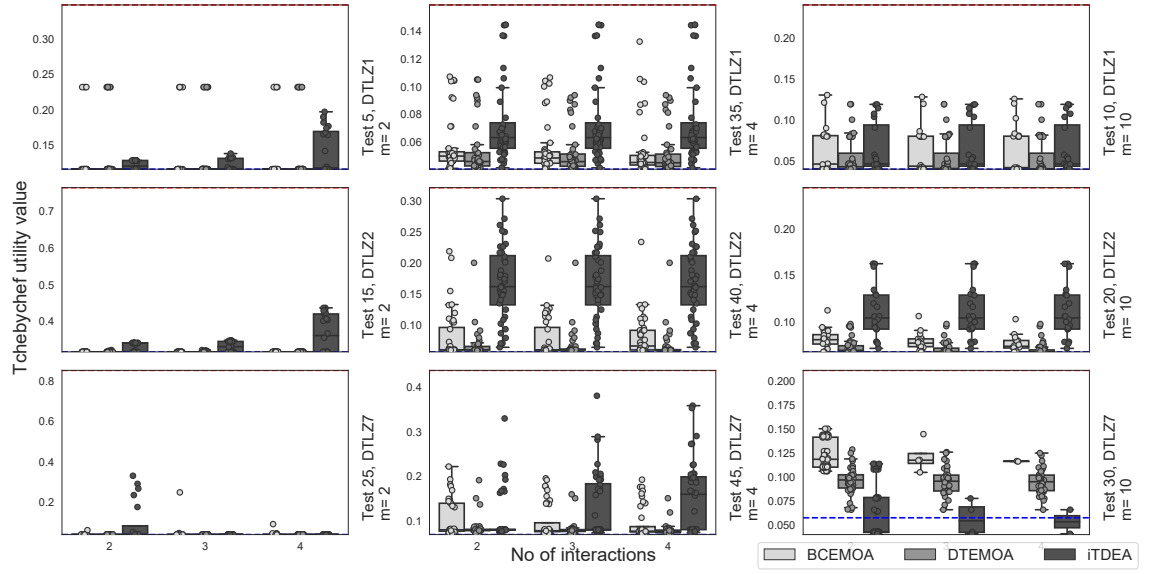 0.30
0.25
0.20
0.15
Test 5, DTLZ1
m= 2
0.14
0.12
0.10
0.08
0.06
Test 35, DTLZ1
m= 4
0.20
0.15
0.10
0.05
Test 10, DTLZ1
m= 10
Tchebychef utility value
0.7
0.6
0.5
0.4
Test 15, DTLZ2
m= 2
0.30
0.25
0.20
0.15
0.10
Test 40, DTLZ2
m= 4
0.20
0.15
0.10
Test 20, DTLZ2
m= 10
0.8
0.6
0.4
0.2
2
3
4
Test 25, DTLZ7
m= 2
0.4
0.3
0.2
0.1
2
3
4
Test 45, DTLZ7
m= 4
0.200
0.175
0.150
0.125
0.100
0.075
0.050
2
3
4
Test 30, DTLZ7
m= 10
No of interactions
BCEMOA
DTEMOA
iTDEA